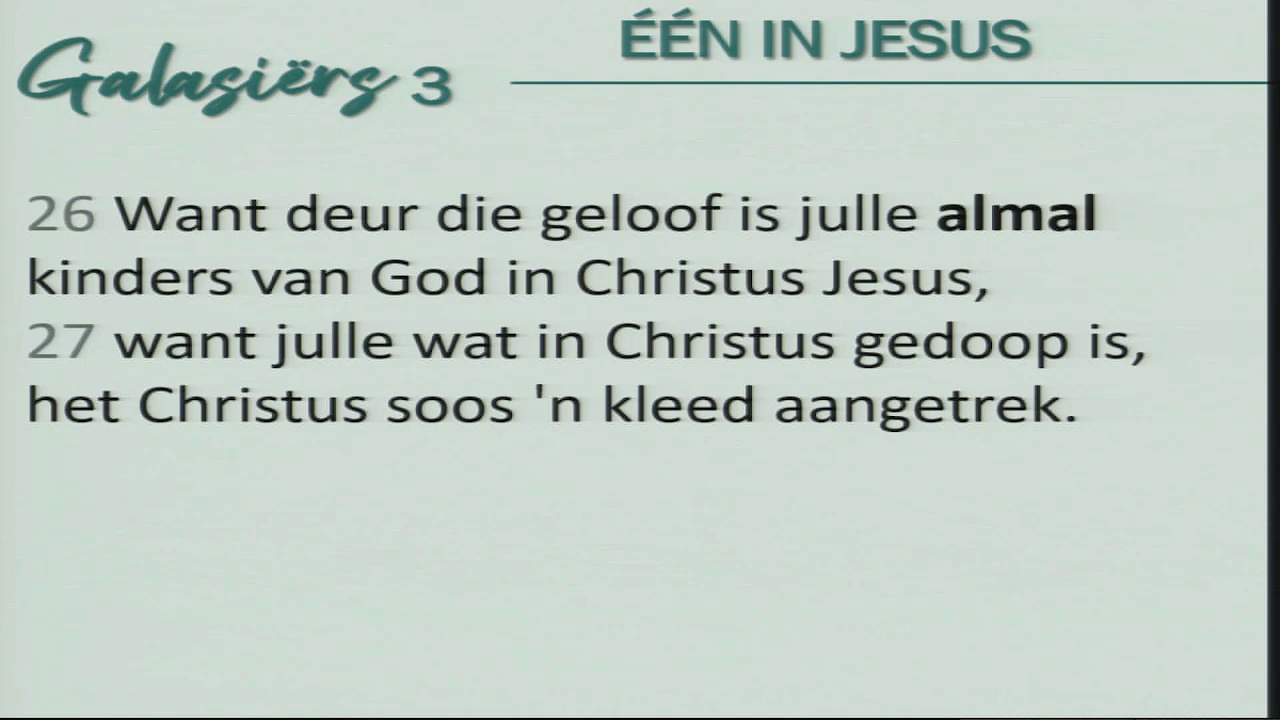 ÉÉN IN JESUS
Galasiërs 3
26 Want deur die geloof is julle almal
kinders van God in Christus Jesus,
27 want julle wat in Christus gedoop is,
het Christus soos 'n kleed aangetrek.